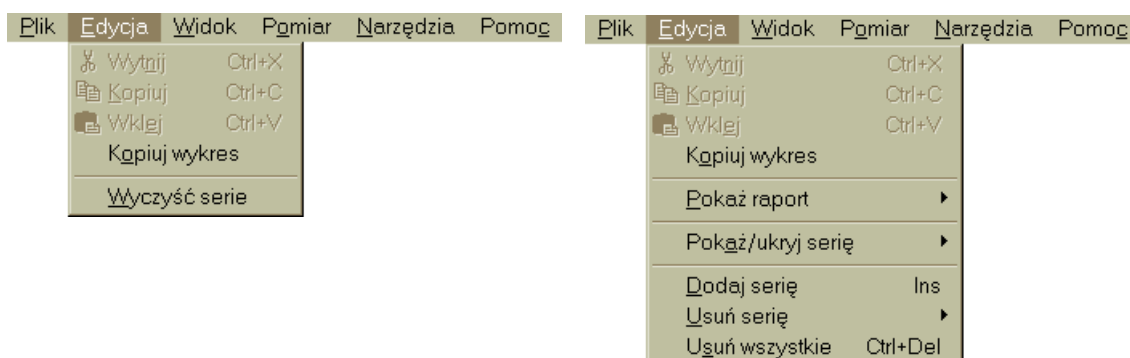 Plik Edycja Widok Pomiar Narzędzia Pomoc
Wytnij Ctrl+X
Kopiuj Ctrl+C
Wklej Ctrl+V
Kopiuj wykres
Wyczyść serie
Plik Edycja Widok Pomiar Narzędzia Pomoc
Wytnij Ctrl+X
Kopiuj Ctrl+C
Wklej Ctrl+V
Kopiuj wykres
Pokaż raport
Pokaż/ukryj serię
Dodaj serię Ins
Usuń serię
Usuń wszystkie Ctrl+Del